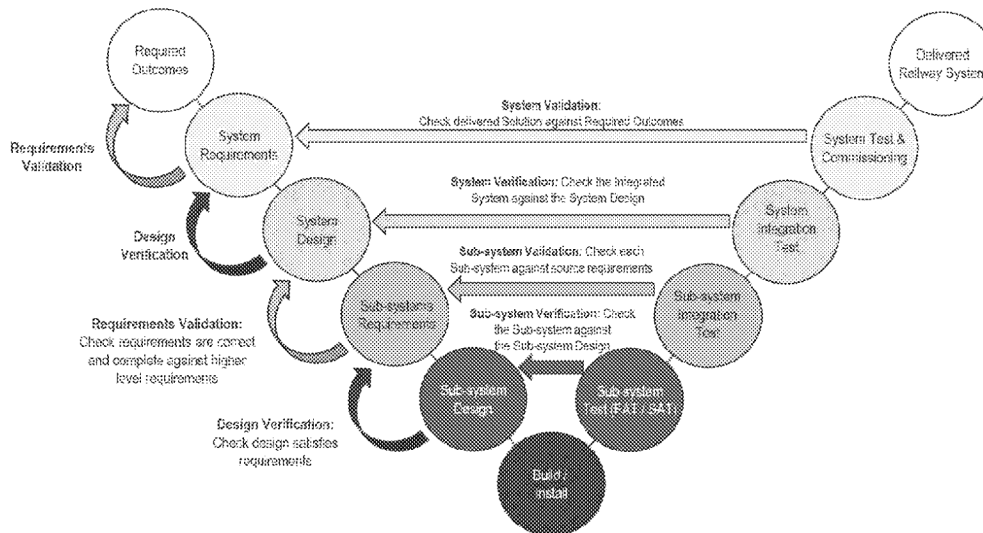 Required
Outcomes
Delivered
Railway System
System Validation:
Check delivered Solution against Required Outcomes
Requirements
Validation
System
Requirements
System Test &
Commissioning
System Verification: Check the Integrated
System against the System Design
Design
Verification
System
Design
System
Integration
Test
Sub-system Validation: Check each
Sub-system against source requirements
Requirements Validation:
Check requirements are correct
and complete against higher
level requirements
Sub-systems
Requirements
Sub-system
Integration
Test
Sub-system Verification: Check
the Sub-system against
the Sub-system Design
Design Verification:
Check design satisfies
requirements
Sub-system
Design
Sub-system
Test (FAT / SAT)
Build /
Install